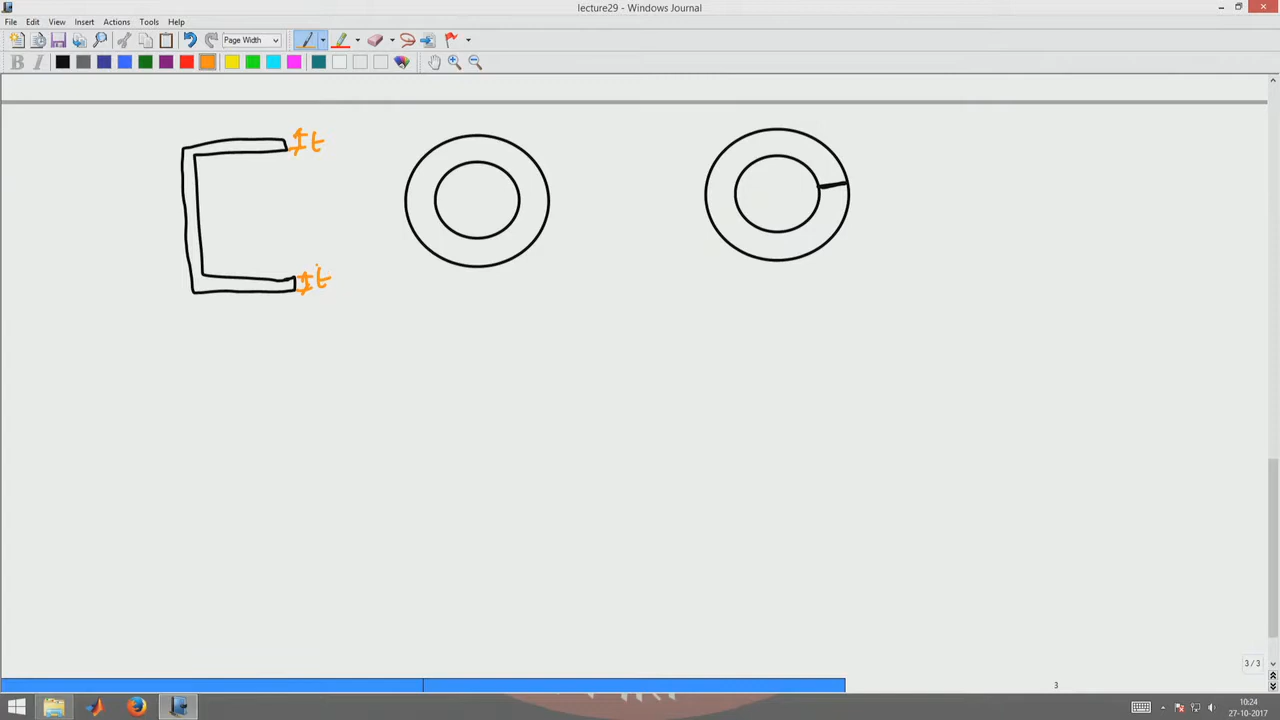 lecture29 - Windows Journal
File Edit View Insert Actions Tools Help
Page Width
B I
t
t
3 / 3
3
10:24
27-10-2017